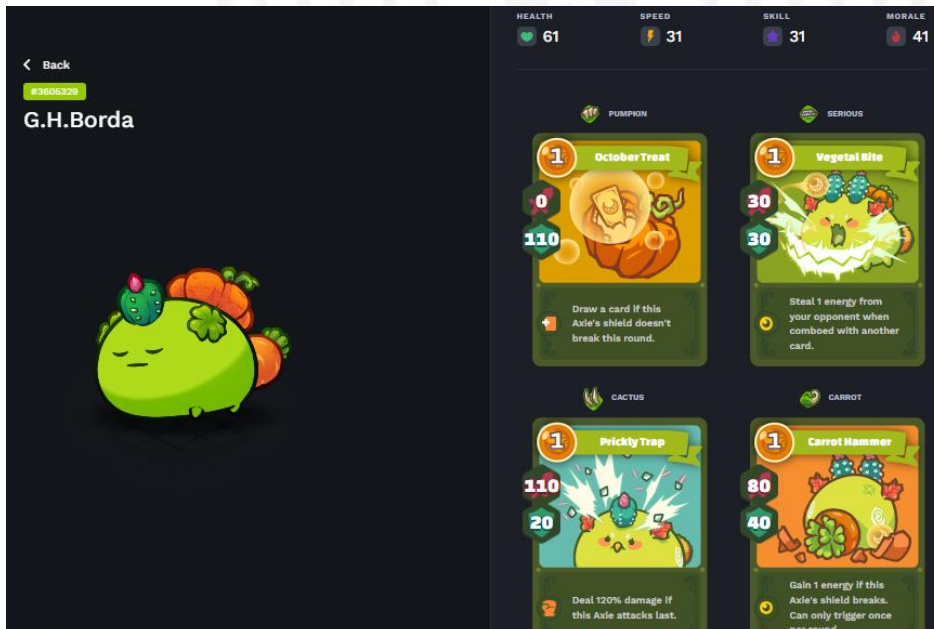 HEALTH SPEED SKILL MORALE
61 31 31 41
Back
#3605329
G.H.Borda
PUMPKIN SERIOUS
1 October Treat
0
110
Draw a card if this
Axie's shield doesn't
break this round.
1 Vegetal Bite
30
30
Steal 1 energy from
your opponent when
comboed with another
card.
CACTUS CARROT
1 Prickly Trap
110
20
Deal 120% damage if
this Axie attacks last.
1 Carrot Hammer
80
40
Gain 1 energy if this
Axie's shield breaks.
Can only trigger once
per round.